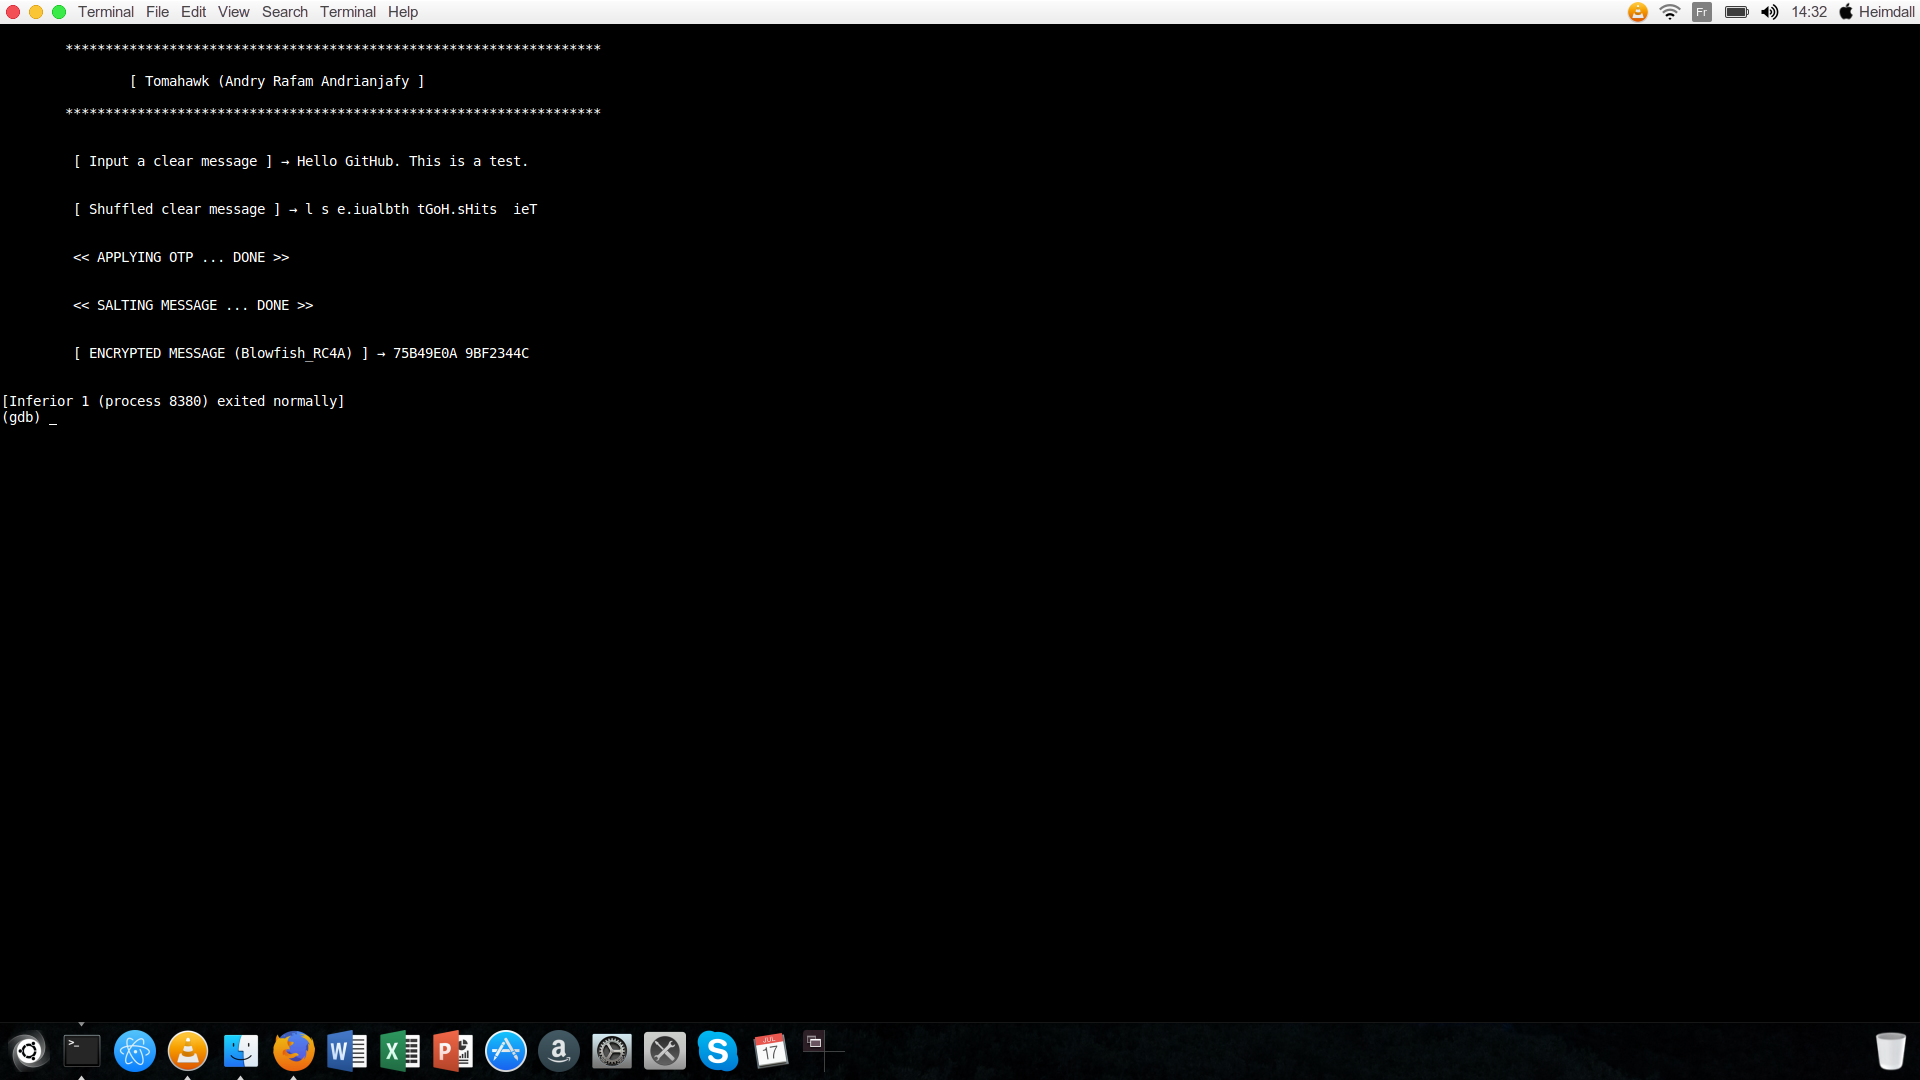 Terminal File Edit View Search Terminal Help Fr 14:32 Heimdall
*******************************************************************
[ Tomahawk (Andry Rafam Andrianjafy ]
*******************************************************************
[ Input a clear message ] → Hello GitHub. This is a test.
[ Shuffled clear message ] → l s e.iualbth tGoH.sHits  ieT
<< APPLYING OTP ... DONE >>
<< SALTING MESSAGE ... DONE >>
[ ENCRYPTED MESSAGE (Blowfish_RC4A) ] → 75B49E0A 9BF2344C
[Inferior 1 (process 8380) exited normally]
(gdb) _
>_ W X P a S JUL 17